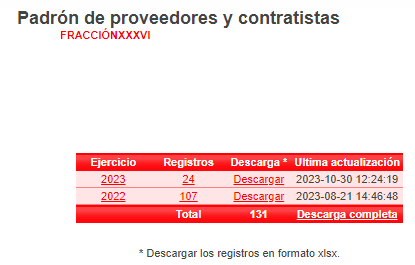 Padrón de proveedores y contratistas
FRACCIÓNXXXVI
Ejercicio Registros Descarga * Ultima actualización
2023 24 Descargar 2023-10-30 12:24:19
2022 107 Descargar 2023-08-21 14:46:48
Total 131 Descarga completa
* Descargar los registros en formato xlsx.